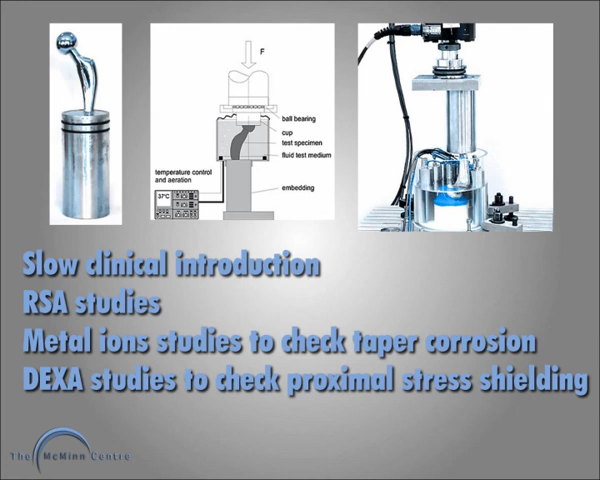 F
ball bearing
cup
test specimen
fluid test medium
temperature control
and aeration
37°C
embedding
Slow clinical introduction
RSA studies
Metal ions studies to check taper corrosion
DEXA studies to check proximal stress shielding
The McMinn Centre